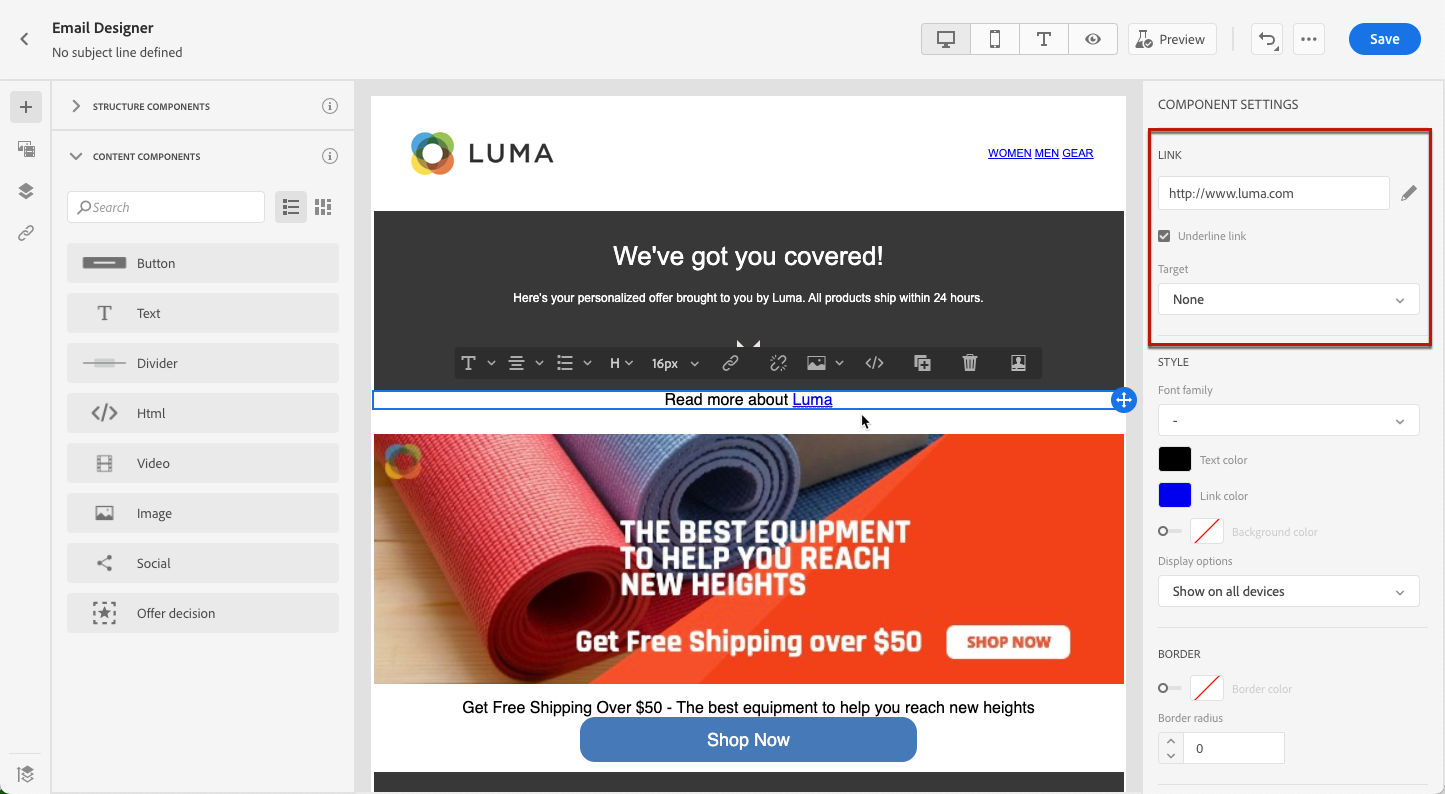 Email Designer
No subject line defined
Preview
Save
STRUCTURE COMPONENTS
CONTENT COMPONENTS
Search
Button
Text
Divider
Html
Video
Image
Social
Offer decision
LUMA
WOMEN MEN GEAR
We've got you covered!
Here's your personalized offer brought to you by Luma. All products ship within 24 hours.
H
16px
Read more about Luma
THE BEST EQUIPMENT
TO HELP YOU REACH
NEW HEIGHTS
Get Free Shipping over $50
SHOP NOW
Get Free Shipping Over $50 - The best equipment to help you reach new heights
Shop Now
COMPONENT SETTINGS
LINK
http://www.luma.com
Underline link
Target
None
STYLE
Font family
-
Text color
Link color
Background color
Display options
Show on all devices
BORDER
Border color
Border radius
0